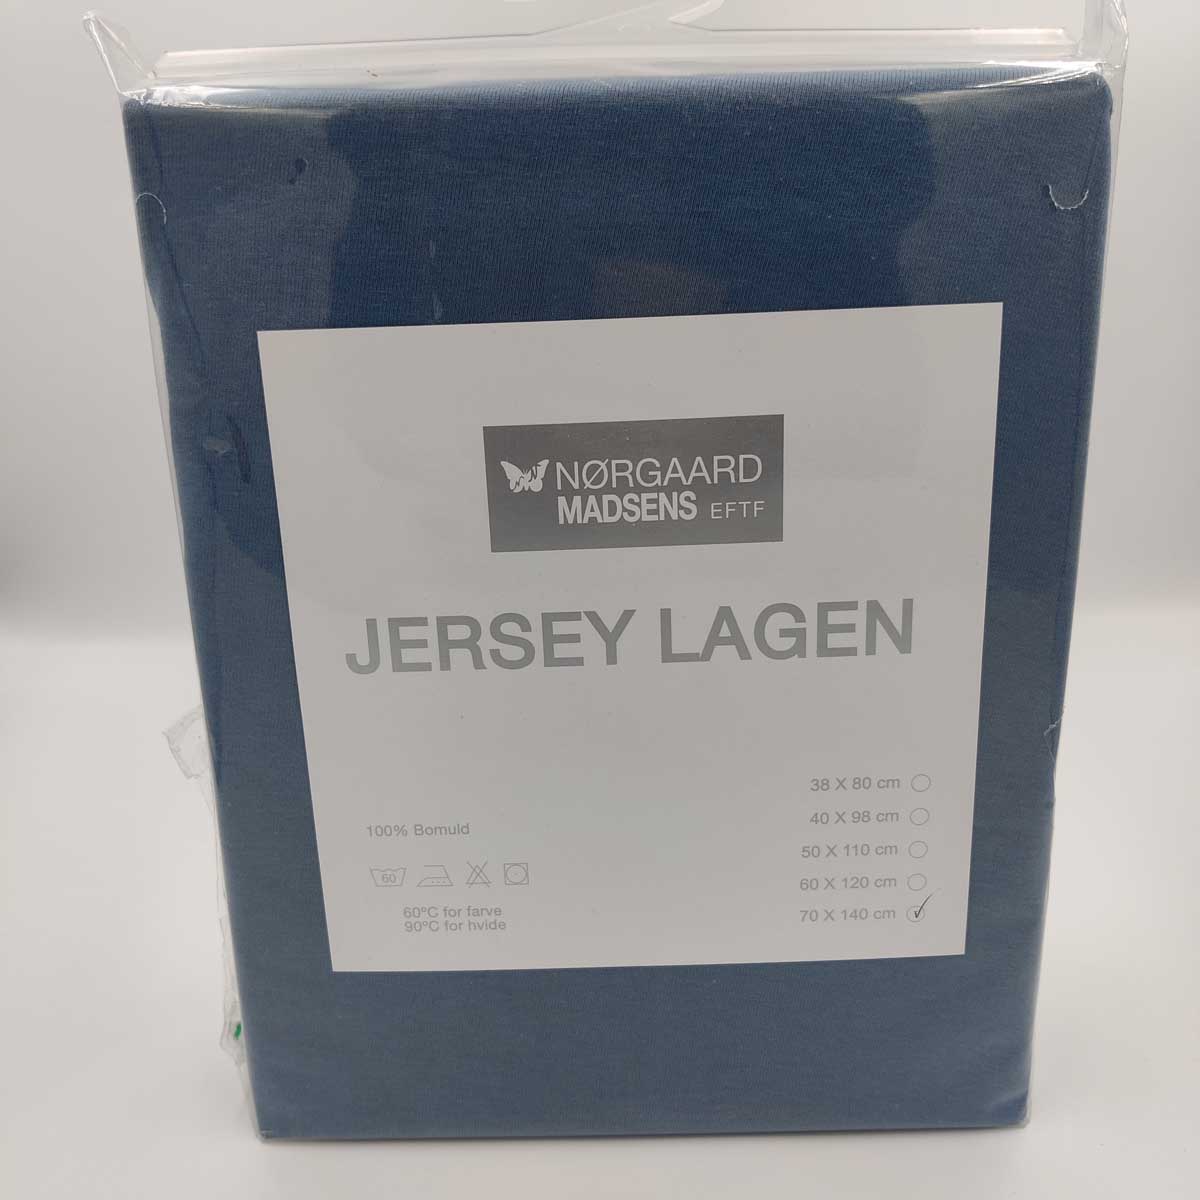 NØRGAARD
MADSENS EFTF
JERSEY LAGEN
38 X 80 cm
40 X 98 cm
50 X 110 cm
60 X 120 cm
70 X 140 cm
100% Bomuld
60
60°C for farve
90°C for hvide